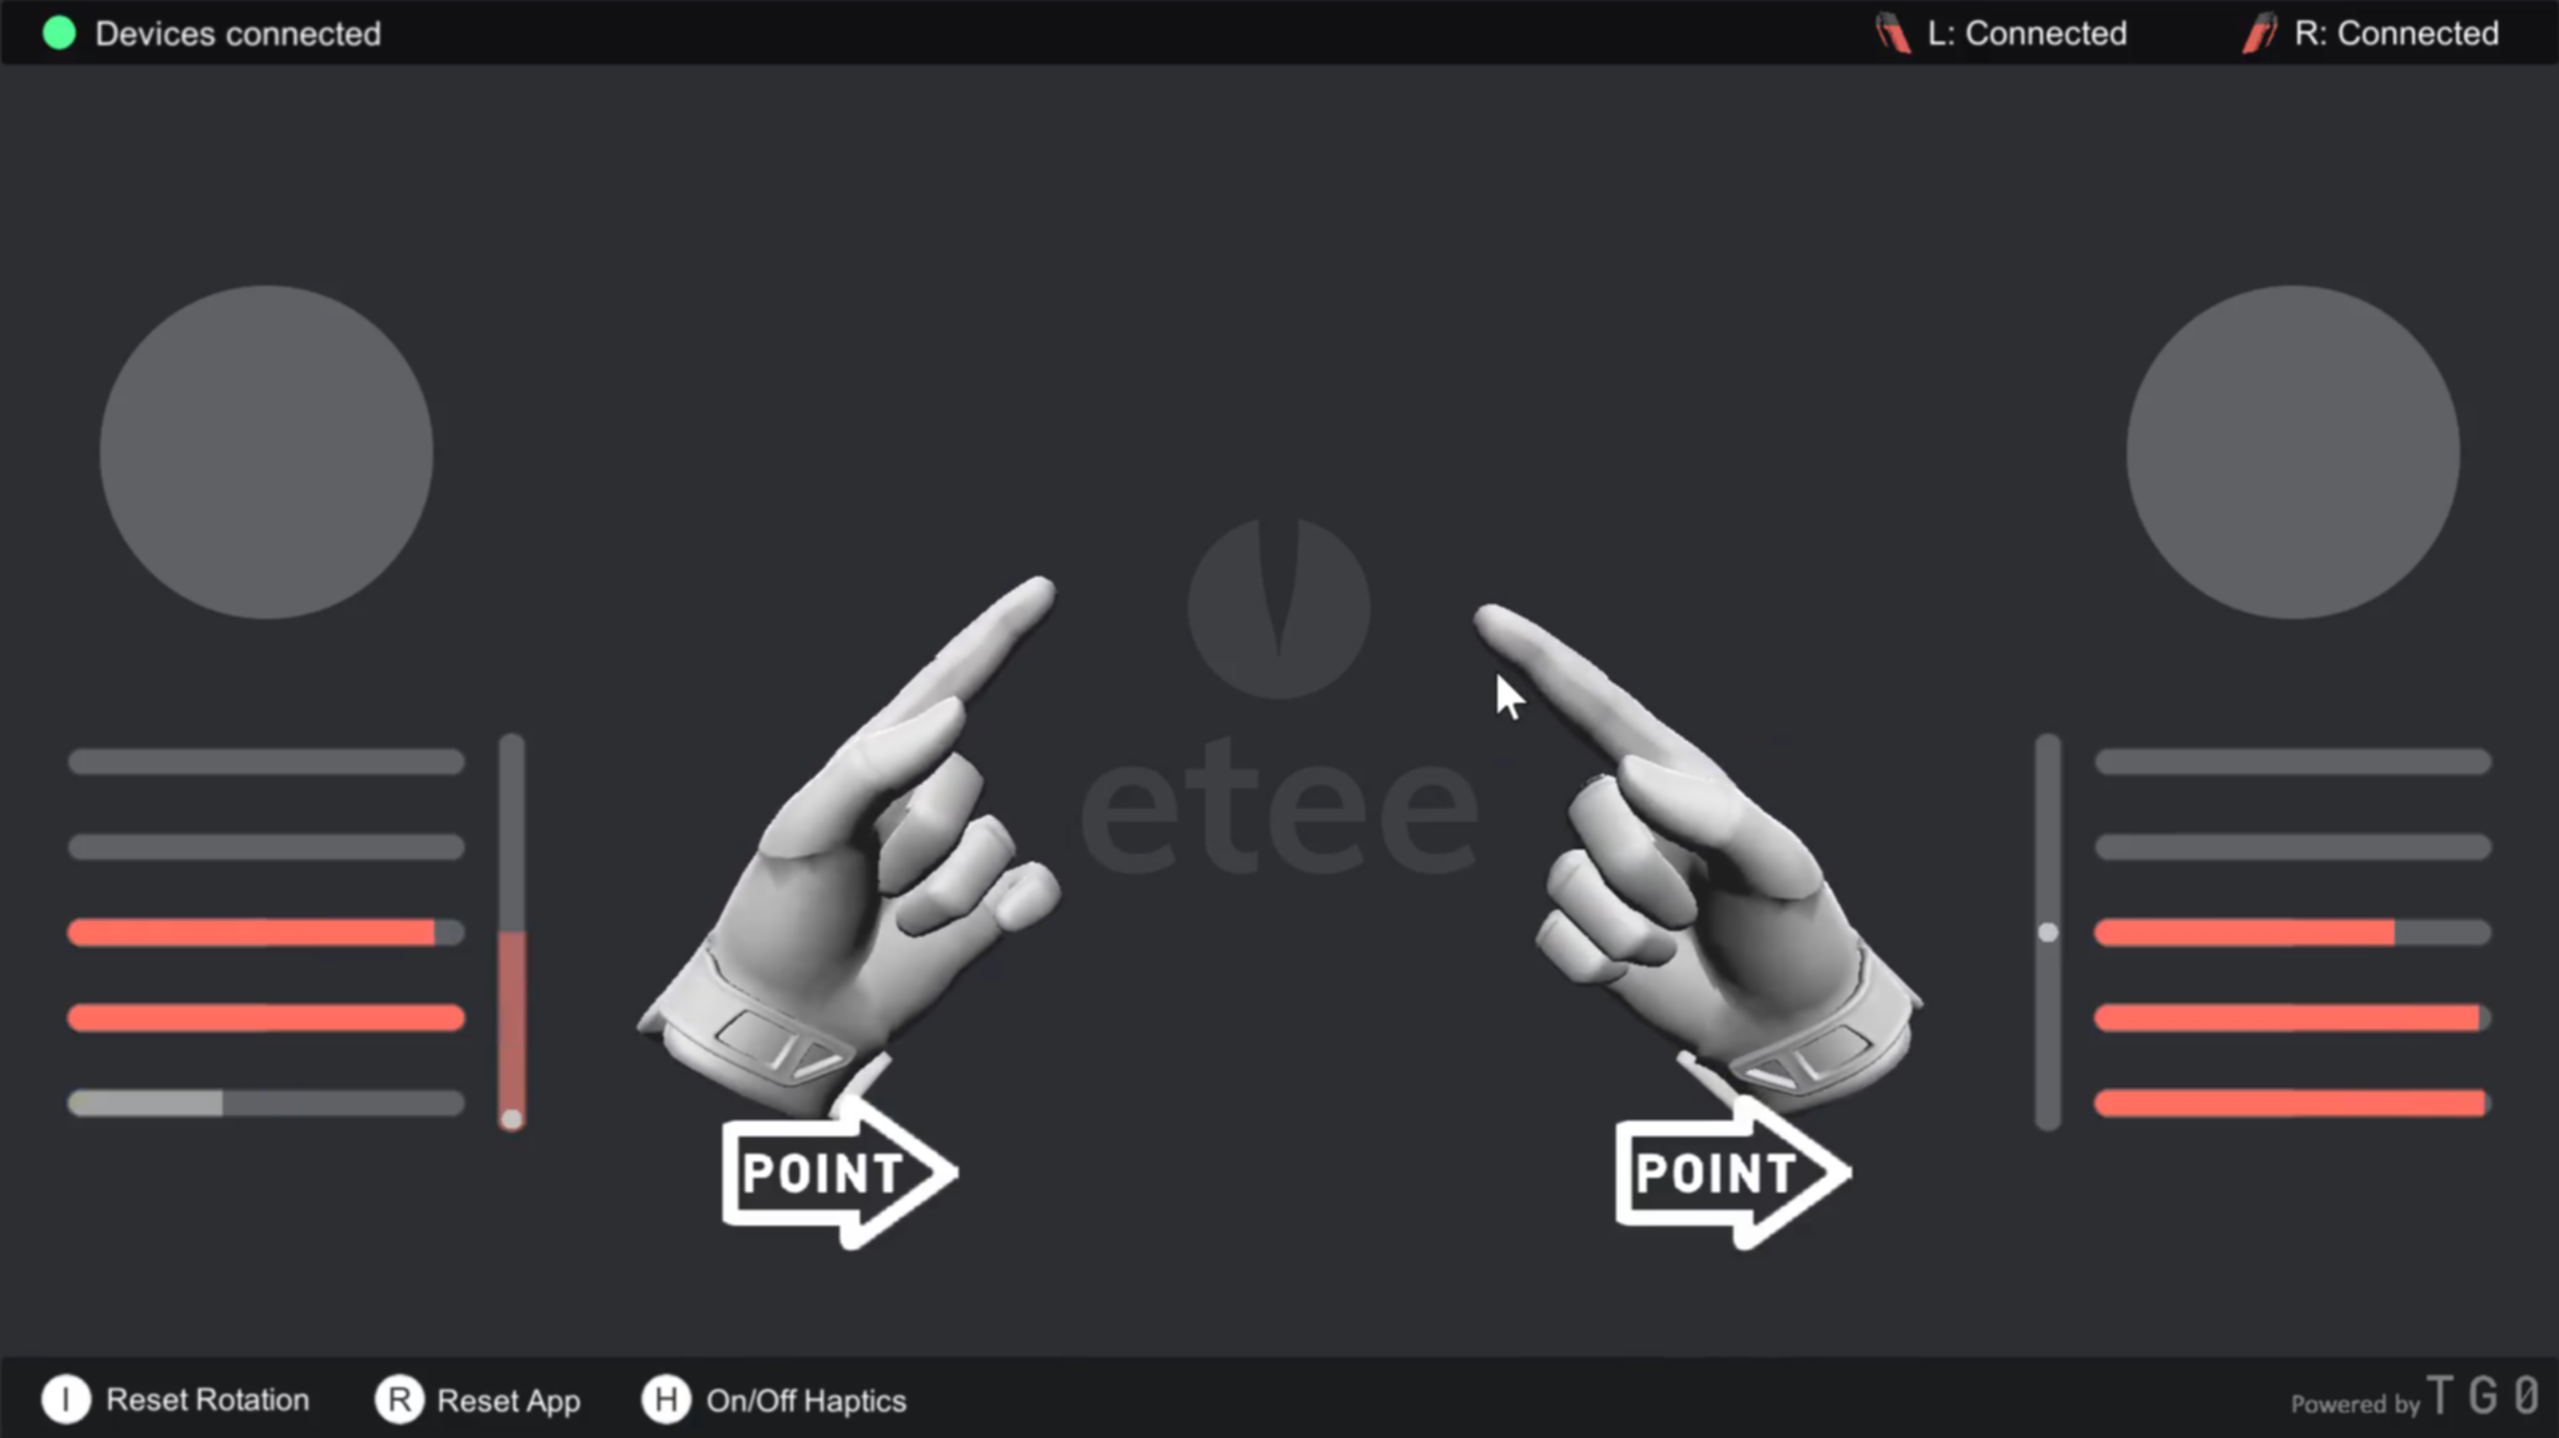 Devices connected
L: Connected
R: Connected
etee
POINT
POINT
I Reset Rotation
R Reset App
H On/Off Haptics
Powered by TG0